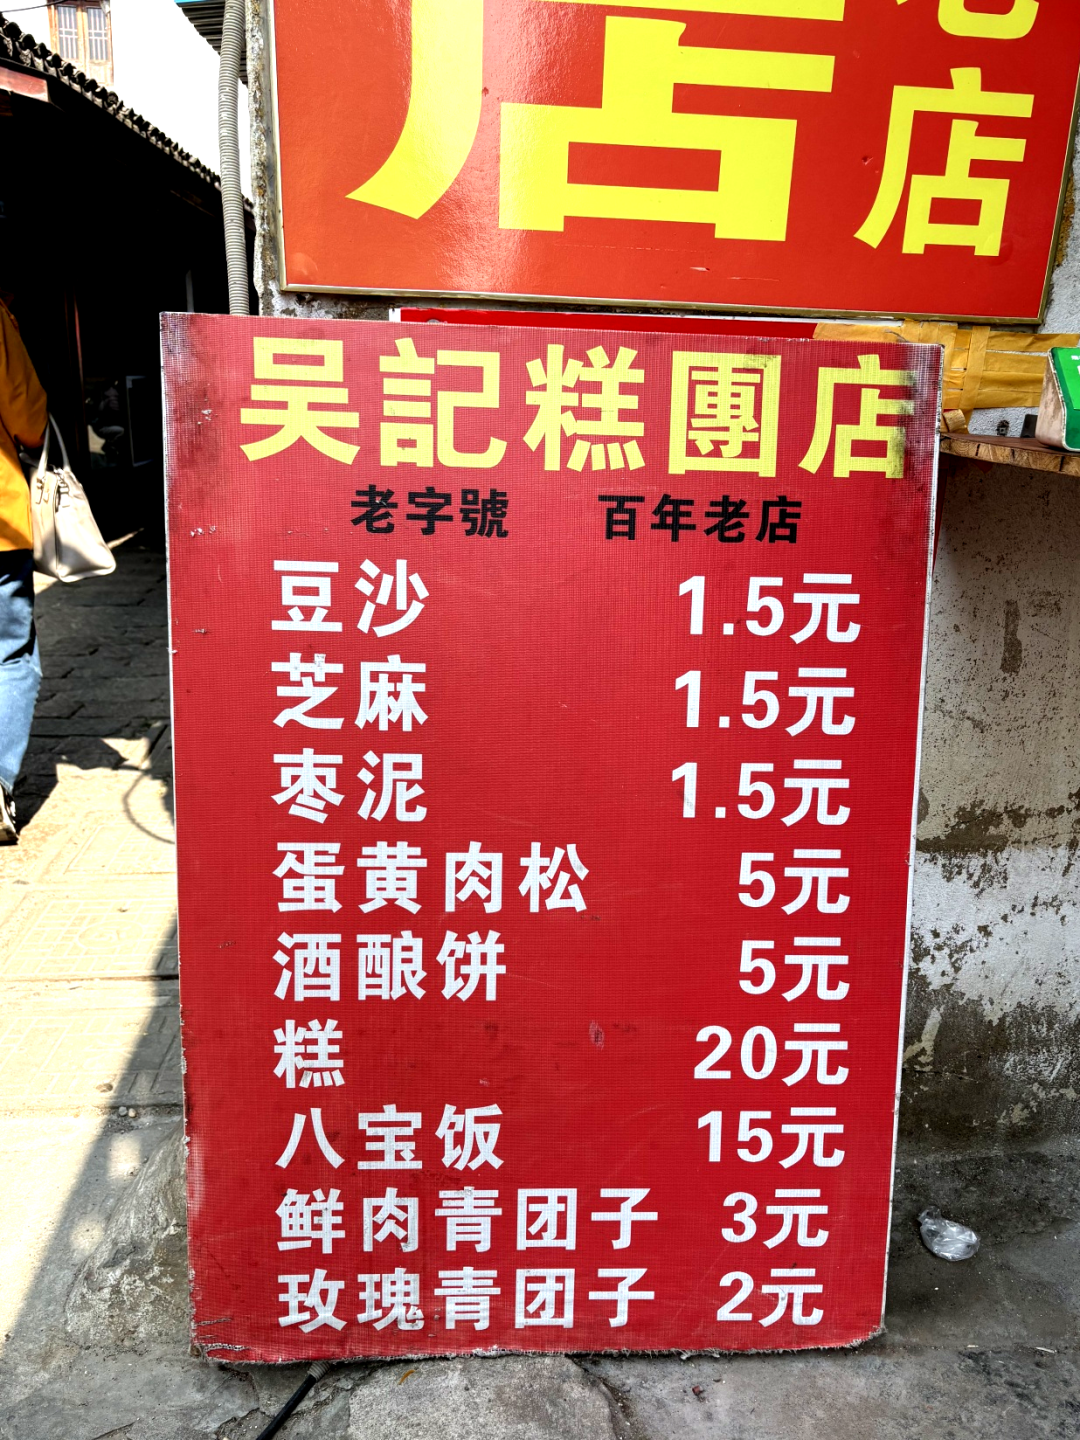 店
老店
吴記糕團店
老字號 百年老店
豆沙 1.5元
芝麻 1.5元
枣泥 1.5元
蛋黄肉松 5元
酒酿饼 5元
糕 20元
八宝饭 15元
鲜肉青团子 3元
玫瑰青团子 2元